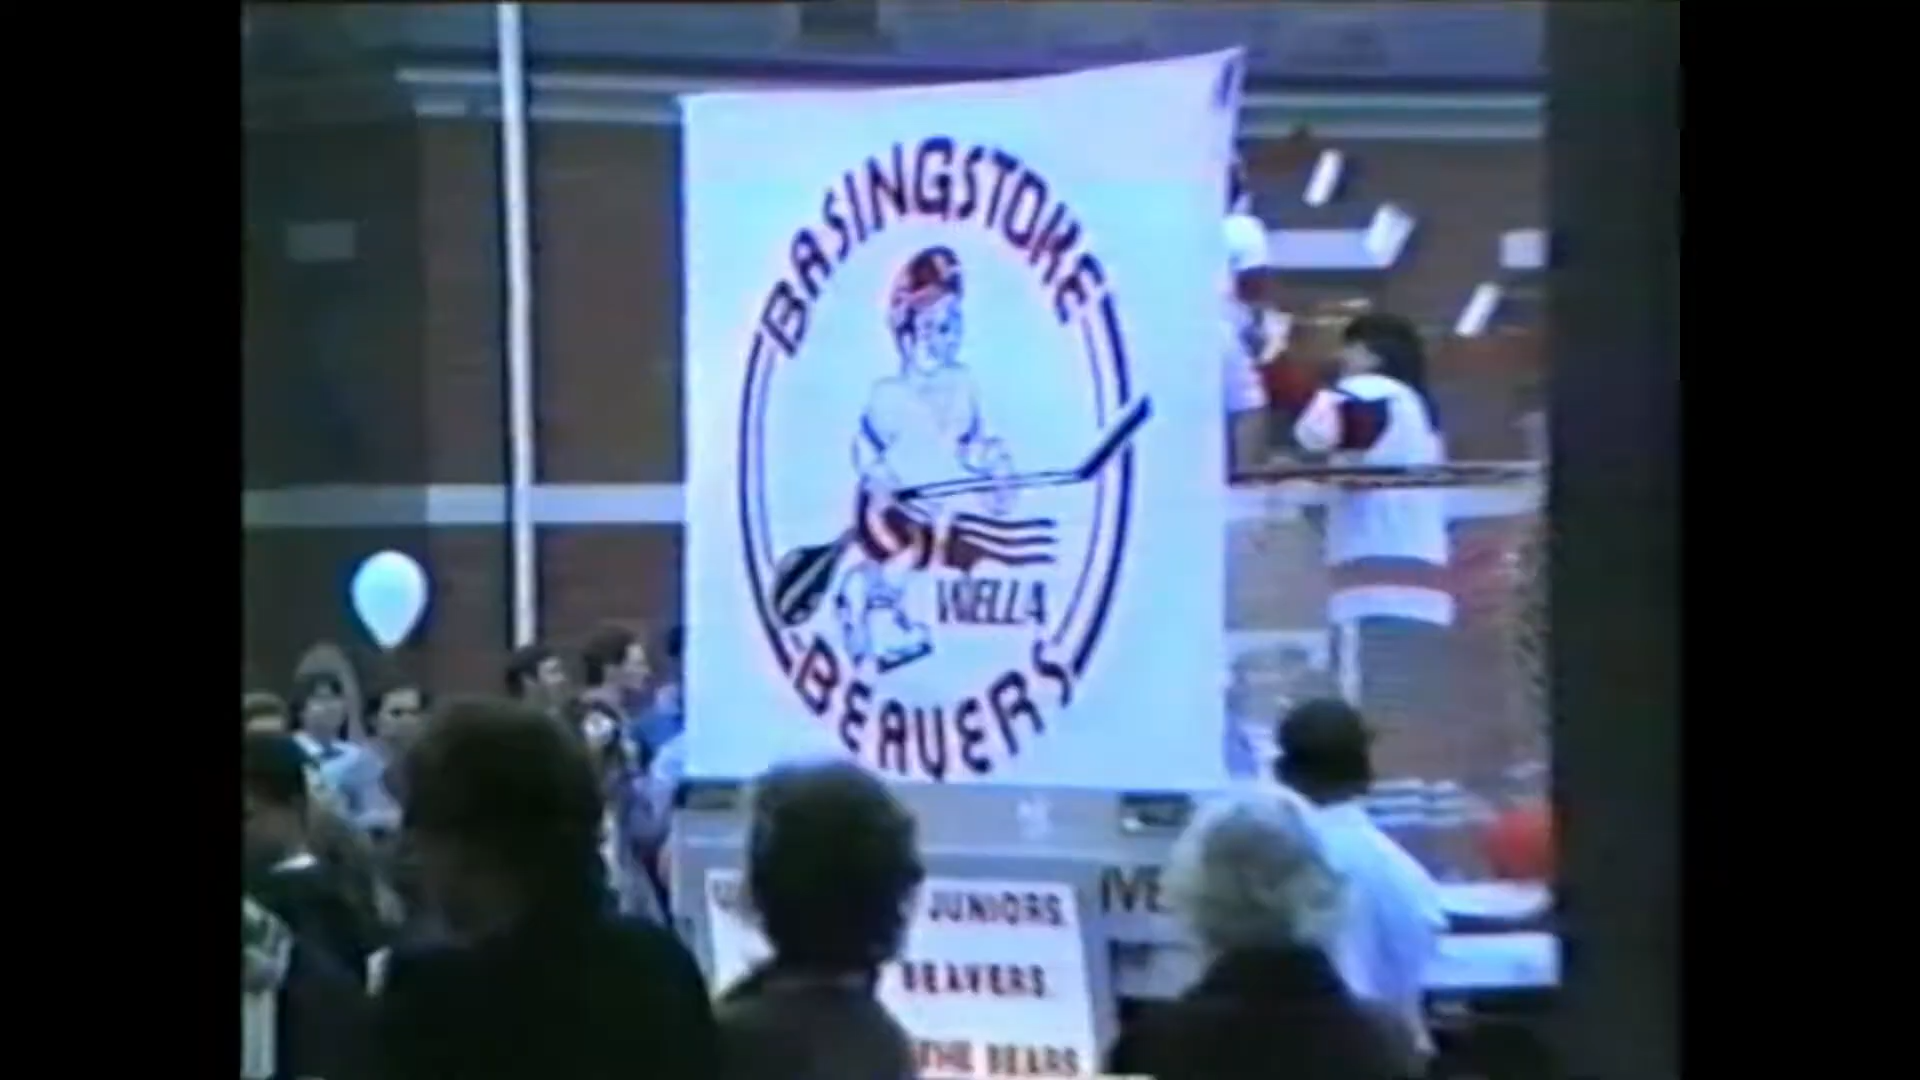 BASINGSTOKE
WELLA
BEAVERS
JUNIORS.
BEAVERS.
THE BEARS